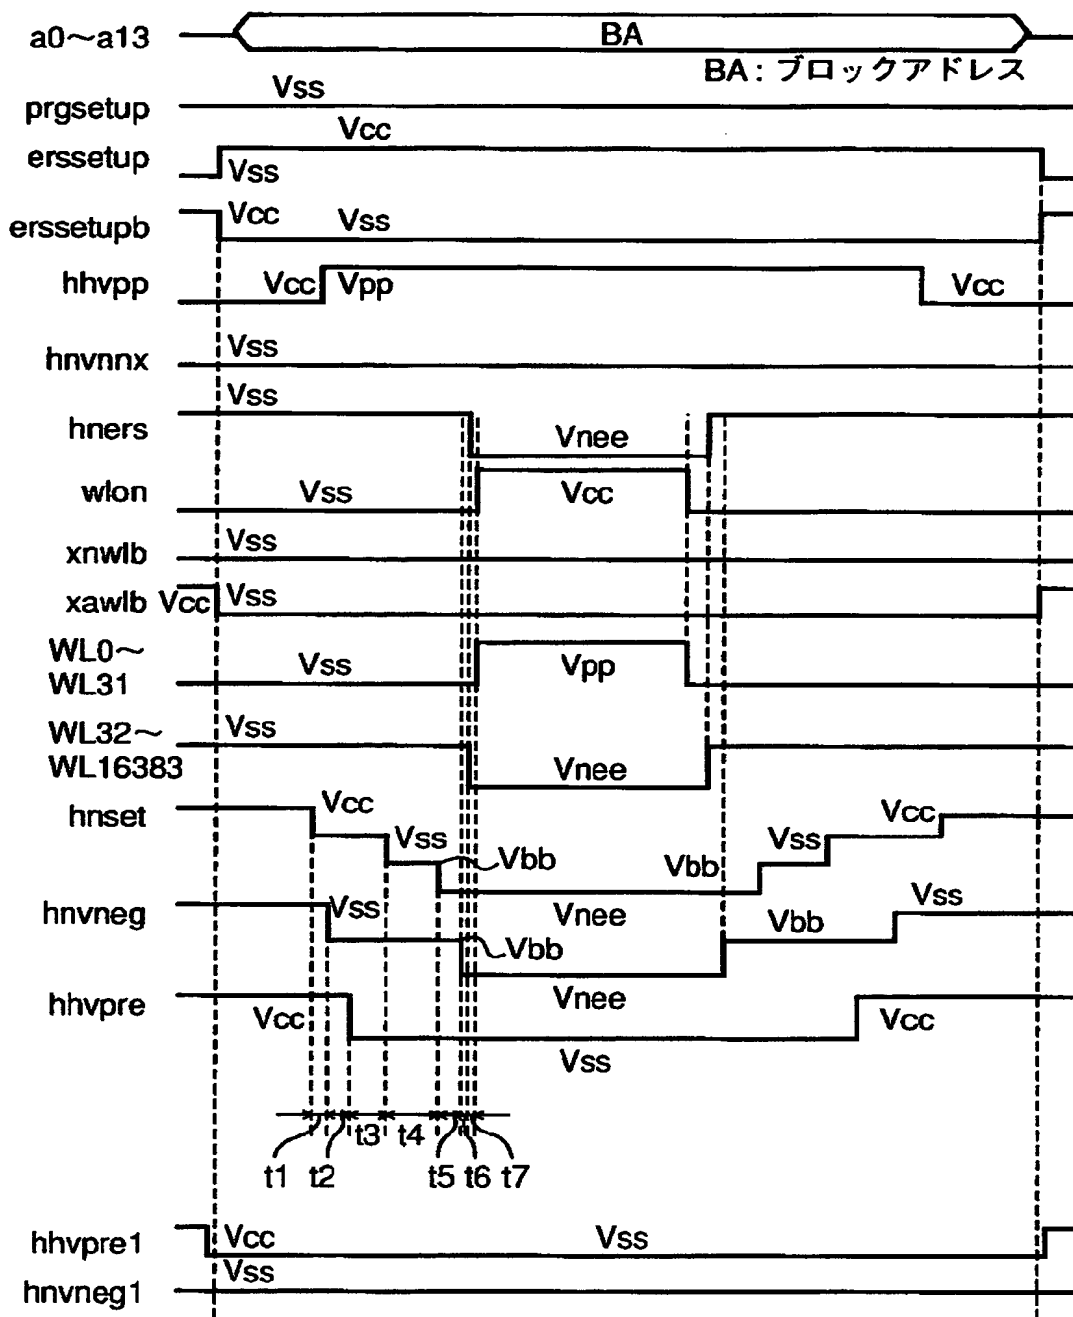 a0～a13 BA
BA : ブロックアドレス
prgsetup Vss
erssetup Vss Vcc
erssetupb Vcc Vss
hhvpp Vcc Vpp Vcc
hnvnnx Vss
hners Vss Vnee
wlon Vss Vcc
xnwlb Vss
xawlb Vcc Vss
WL0～
WL31 Vss Vpp
WL32～ Vss
WL16383 Vnee
hnset Vcc Vss Vbb Vnee Vbb Vss Vcc
hnvneg Vss Vbb Vnee Vbb Vss
hhvpre Vcc Vss Vcc
t1 t2 t3 t4 t5 t6 t7
hhvpre1 Vcc Vss
hnvneg1 Vss